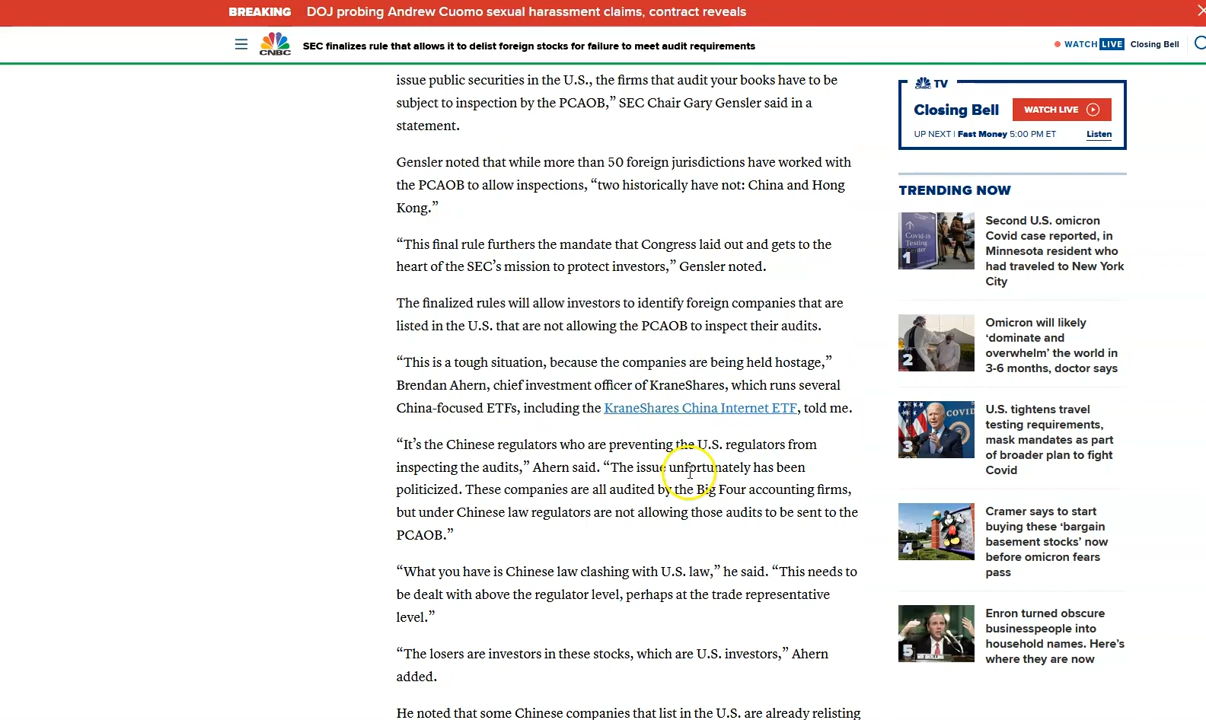 BREAKING DOJ probing Andrew Cuomo sexual harassment claims, contract reveals
CNBC
SEC finalizes rule that allows it to delist foreign stocks for failure to meet audit requirements
WATCH LIVE Closing Bell
issue public securities in the U.S., the firms that audit your books have to be
subject to inspection by the PCAOB,” SEC Chair Gary Gensler said in a
statement.
Gensler noted that while more than 50 foreign jurisdictions have worked with
the PCAOB to allow inspections, “two historically have not: China and Hong
Kong.”
“This final rule furthers the mandate that Congress laid out and gets to the
heart of the SEC’s mission to protect investors,” Gensler noted.
The finalized rules will allow investors to identify foreign companies that are
listed in the U.S. that are not allowing the PCAOB to inspect their audits.
“This is a tough situation, because the companies are being held hostage,”
Brendan Ahern, chief investment officer of KraneShares, which runs several
China-focused ETFs, including the KraneShares China Internet ETF, told me.
“It’s the Chinese regulators who are preventing the U.S. regulators from
inspecting the audits,” Ahern said. “The issue unfortunately has been
politicized. These companies are all audited by the Big Four accounting firms,
but under Chinese law regulators are not allowing those audits to be sent to the
PCAOB.”
“What you have is Chinese law clashing with U.S. law,” he said. “This needs to
be dealt with above the regulator level, perhaps at the trade representative
level.”
“The losers are investors in these stocks, which are U.S. investors,” Ahern
added.
He noted that some Chinese companies that list in the U.S. are already relisting
TV
Closing Bell
WATCH LIVE
UP NEXT | Fast Money 5:00 PM ET
Listen
TRENDING NOW
1
Second U.S. omicron
Covid case reported, in
Minnesota resident who
had traveled to New York
City
2
Omicron will likely
‘dominate and
overwhelm’ the world in
3-6 months, doctor says
3
U.S. tightens travel
testing requirements,
mask mandates as part
of broader plan to fight
Covid
4
Cramer says to start
buying these ‘bargain
basement stocks’ now
before omicron fears
pass
5
Enron turned obscure
businesspeople into
household names. Here’s
where they are now